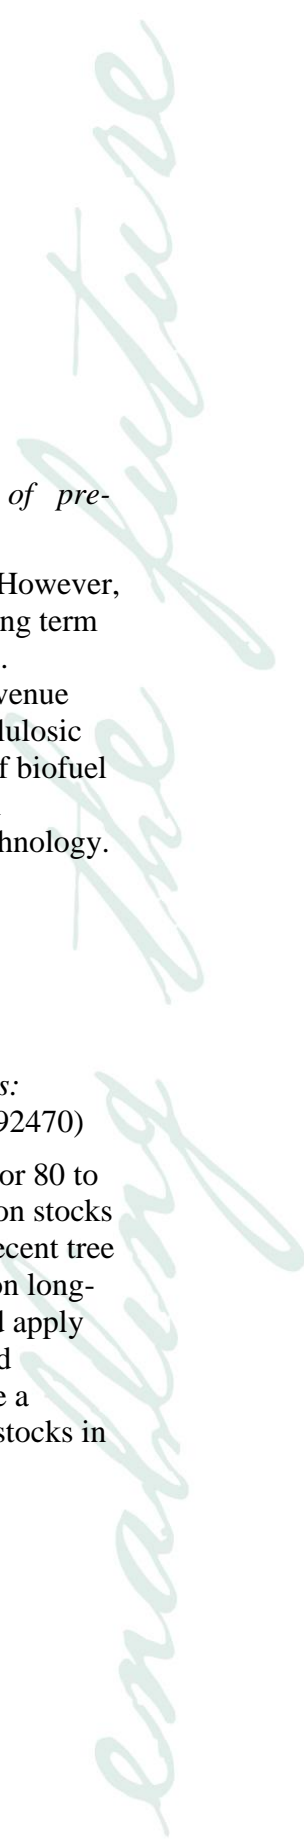 of pre-
However,
ng term
.
venue
lulosic
f biofuel
hnology.
s:
92470)
or 80 to
on stocks
ecent tree
on long-
d apply
d
e a
stocks in
enabling the future